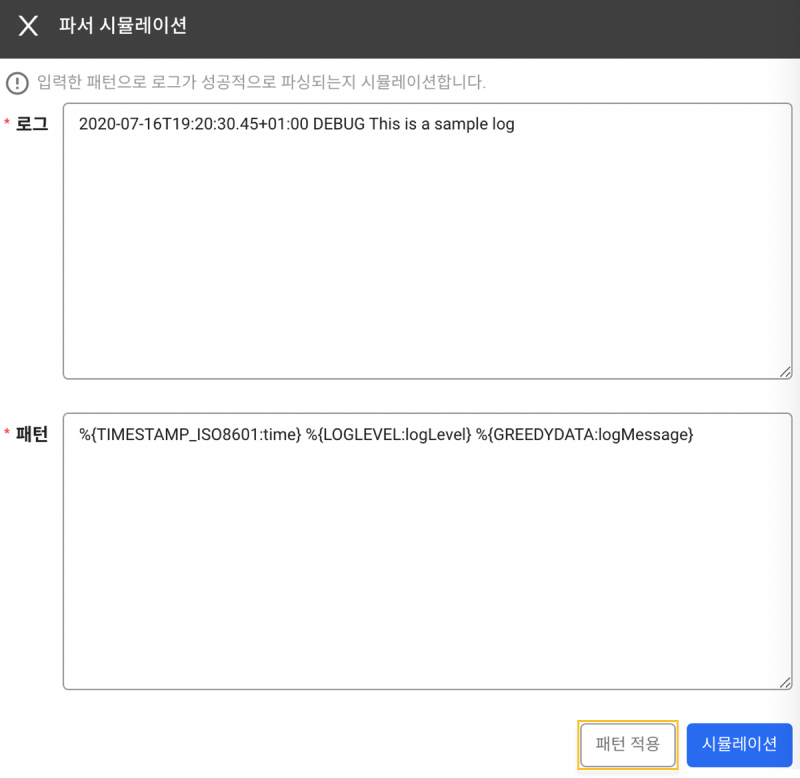 파서 시뮬레이션
입력한 패턴으로 로그가 성공적으로 파싱되는지 시뮬레이션합니다.
* 로그
2020-07-16T19:20:30.45+01:00 DEBUG This is a sample log
* 패턴
%{TIMESTAMP_ISO8601:time} %{LOGLEVEL:logLevel} %{GREEDYDATA:logMessage}
패턴 적용
시뮬레이션